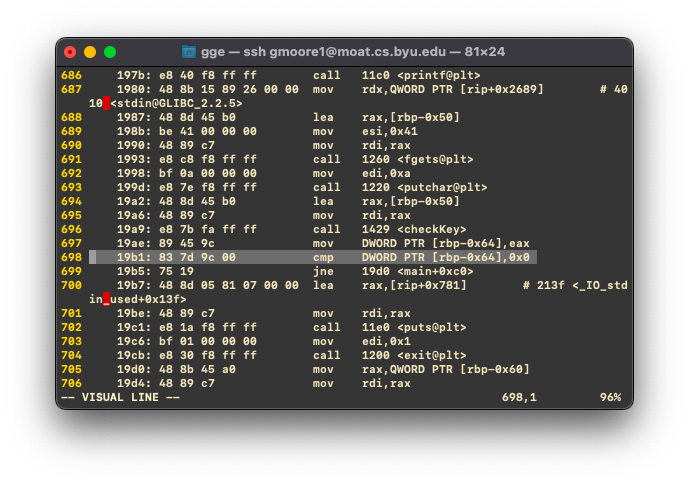 gge — ssh gmoore1@moat.cs.byu.edu — 81×24
686     197b: e8 40 f8 ff ff        call   11c0 <printf@plt>
687     1980: 48 8b 15 89 26 00 00  mov    rdx,QWORD PTR [rip+0x2689]        # 40
10 <stdin@GLIBC_2.2.5>
688     1987: 48 8d 45 b0           lea    rax,[rbp-0x50]
689     198b: be 41 00 00 00        mov    esi,0x41
690     1990: 48 89 c7              mov    rdi,rax
691     1993: e8 c8 f8 ff ff        call   1260 <fgets@plt>
692     1998: bf 0a 00 00 00        mov    edi,0xa
693     199d: e8 7e f8 ff ff        call   1220 <putchar@plt>
694     19a2: 48 8d 45 b0           lea    rax,[rbp-0x50]
695     19a6: 48 89 c7              mov    rdi,rax
696     19a9: e8 7b fa ff ff        call   1429 <checkKey>
697     19ae: 89 45 9c              mov    DWORD PTR [rbp-0x64],eax
698     19b1: 83 7d 9c 00           cmp    DWORD PTR [rbp-0x64],0x0
699     19b5: 75 19                 jne    19d0 <main+0xc0>
700     19b7: 48 8d 05 81 07 00 00  lea    rax,[rip+0x781]        # 213f <_IO_std
in_used+0x13f>
701     19be: 48 89 c7              mov    rdi,rax
702     19c1: e8 1a f8 ff ff        call   11e0 <puts@plt>
703     19c6: bf 01 00 00 00        mov    edi,0x1
704     19cb: e8 30 f8 ff ff        call   1200 <exit@plt>
705     19d0: 48 8b 45 a0           mov    rax,QWORD PTR [rbp-0x60]
706     19d4: 48 89 c7              mov    rdi,rax
-- VISUAL LINE --                                              698,1         96%